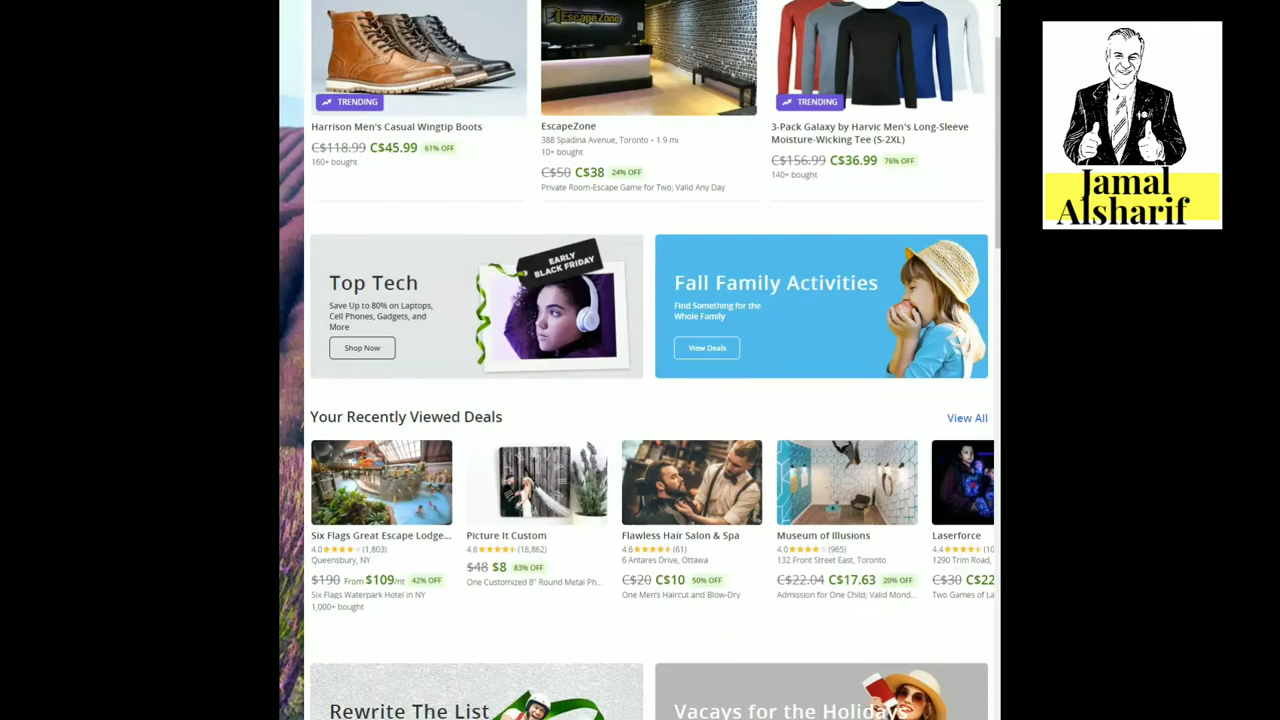 EscapeZone
TRENDING
TRENDING
Harrison Men's Casual Wingtip Boots
C$118.99 C$45.99 61% OFF
160+ bought
EscapeZone
388 Spadina Avenue, Toronto • 1.9 mi
10+ bought
C$50 C$38 24% OFF
Private Room-Escape Game for Two; Valid Any Day
3-Pack Galaxy by Harvic Men's Long-Sleeve
Moisture-Wicking Tee (S-2XL)
C$156.99 C$36.99 76% OFF
140+ bought
Jamal
Alsharif
Top Tech
Save Up to 80% on Laptops,
Cell Phones, Gadgets, and
More
Shop Now
EARLY
BLACK FRIDAY
Fall Family Activities
Find Something for the
Whole Family
View Deals
Your Recently Viewed Deals
View All
Six Flags Great Escape Lodge...
4.0 (1,803)
Queensbury, NY
$190 From $109/nt 42% OFF
Six Flags Waterpark Hotel in NY
1,000+ bought
Picture It Custom
4.6 (18,862)
$48 $8 83% OFF
One Customized 8" Round Metal Ph...
Flawless Hair Salon & Spa
4.6 (61)
6 Antares Drive, Ottawa
C$20 C$10 50% OFF
One Men's Haircut and Blow-Dry
Museum of Illusions
4.0 (965)
132 Front Street East, Toronto
C$22.04 C$17.63 20% OFF
Admission for One Child; Valid Mond...
Laserforce
4.4 (10
1290 Trim Road,
C$30 C$22
Two Games of La
Rewrite The List
Vacays for the Holidays